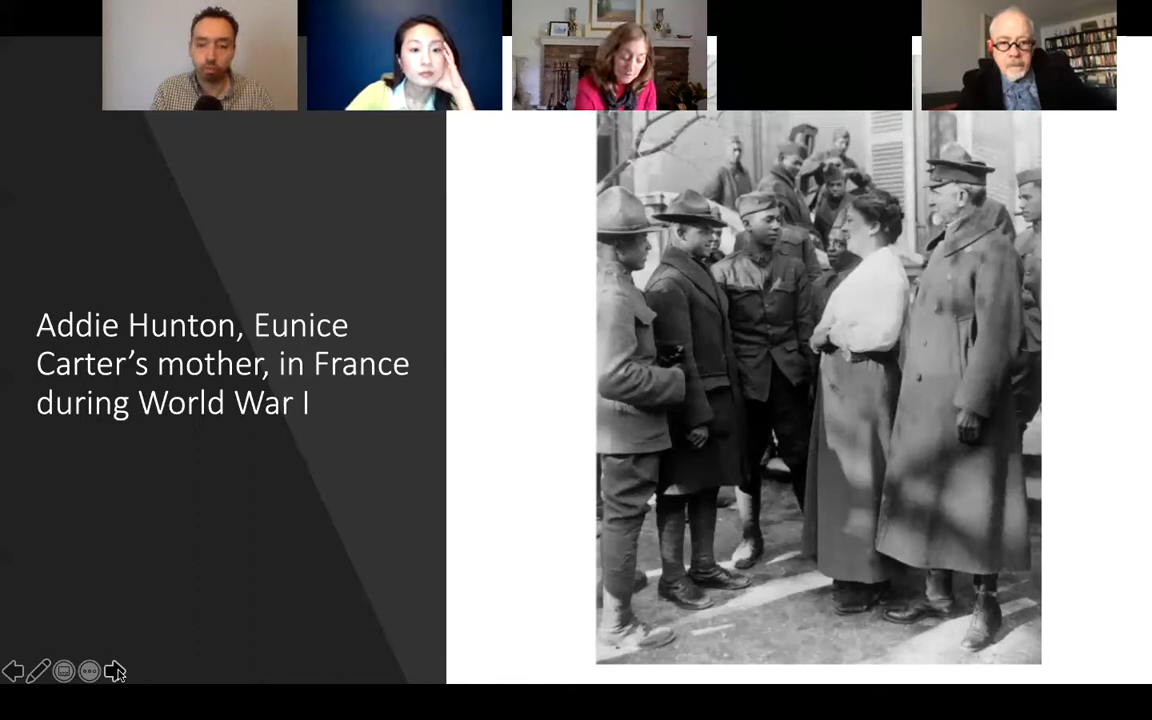 Addie Hunton, Eunice
Carter’s mother, in France
during World War I